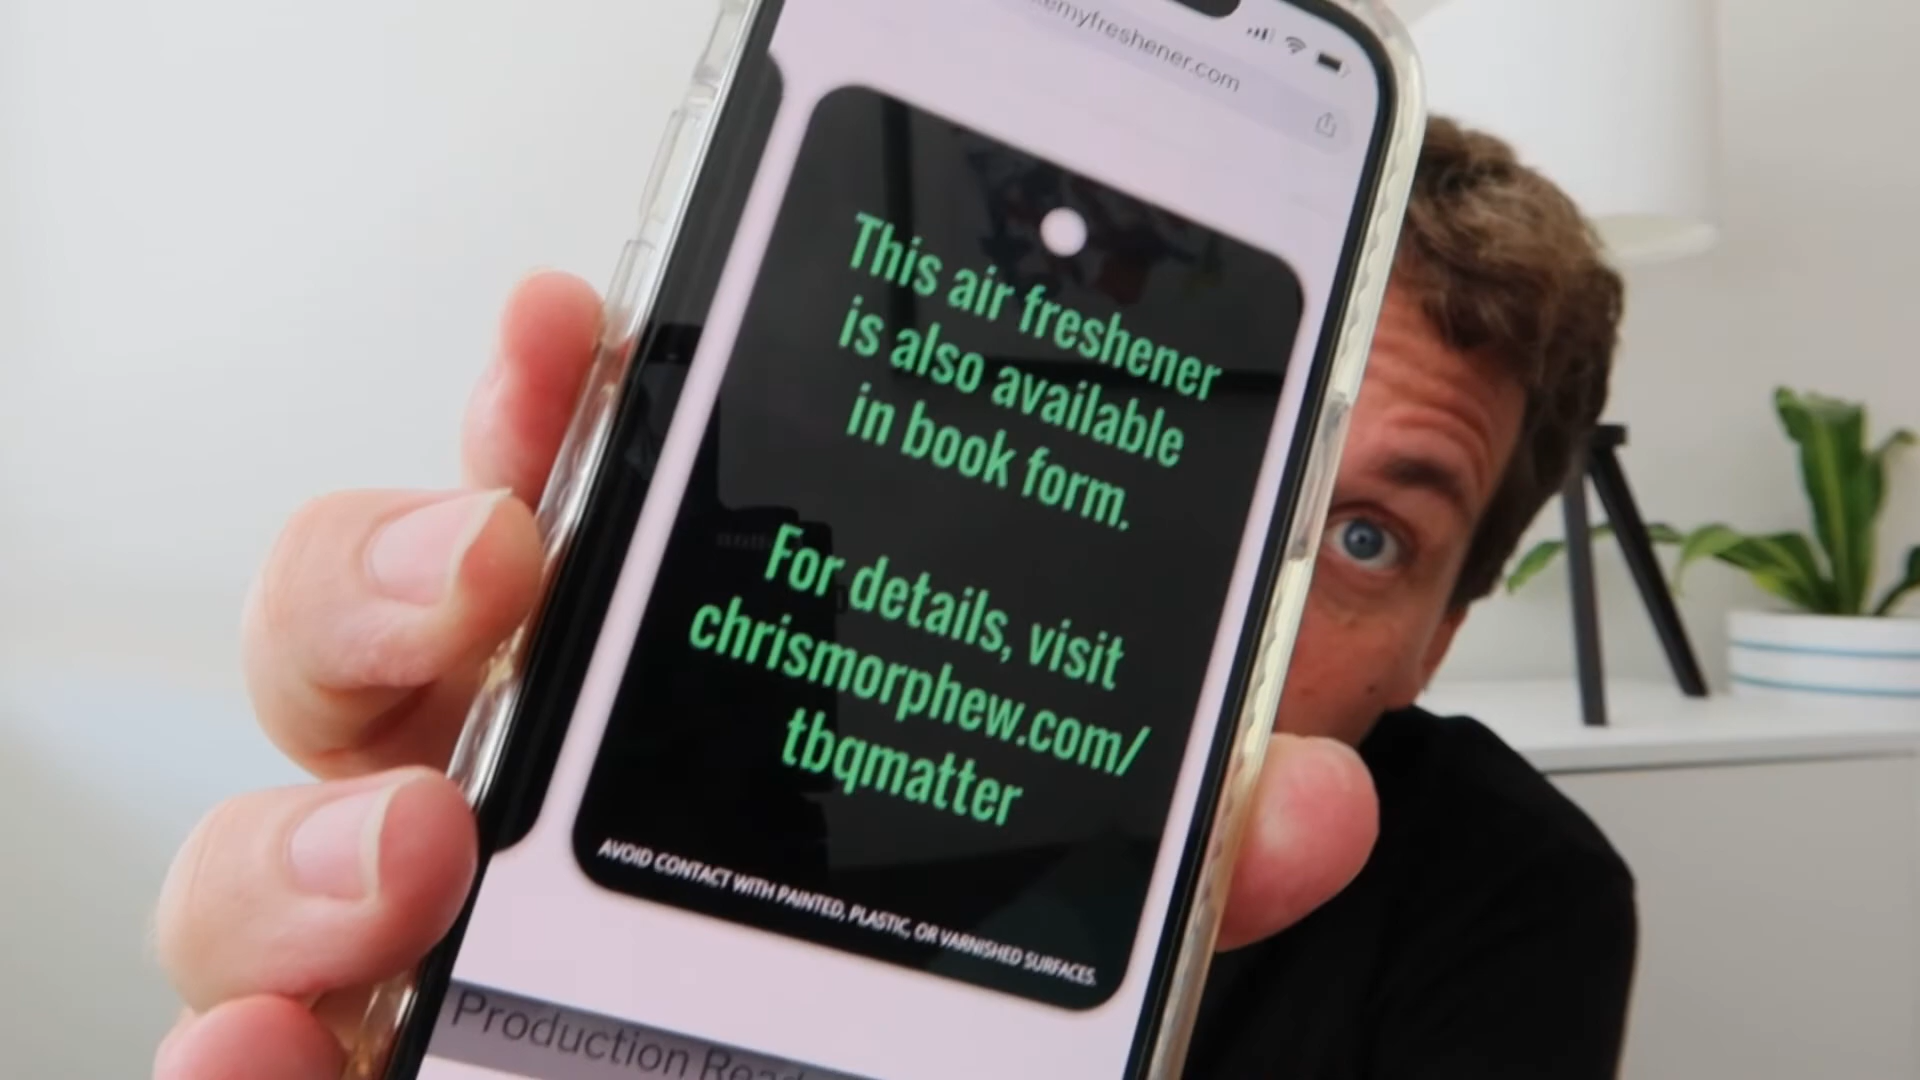 emyfreshener.com
This air freshener
is also available
in book form.
For details, visit
chrismorphew.com/
tbqmatter
AVOID CONTACT WITH PAINTED, PLASTIC, OR VARNISHED SURFACES.
Production